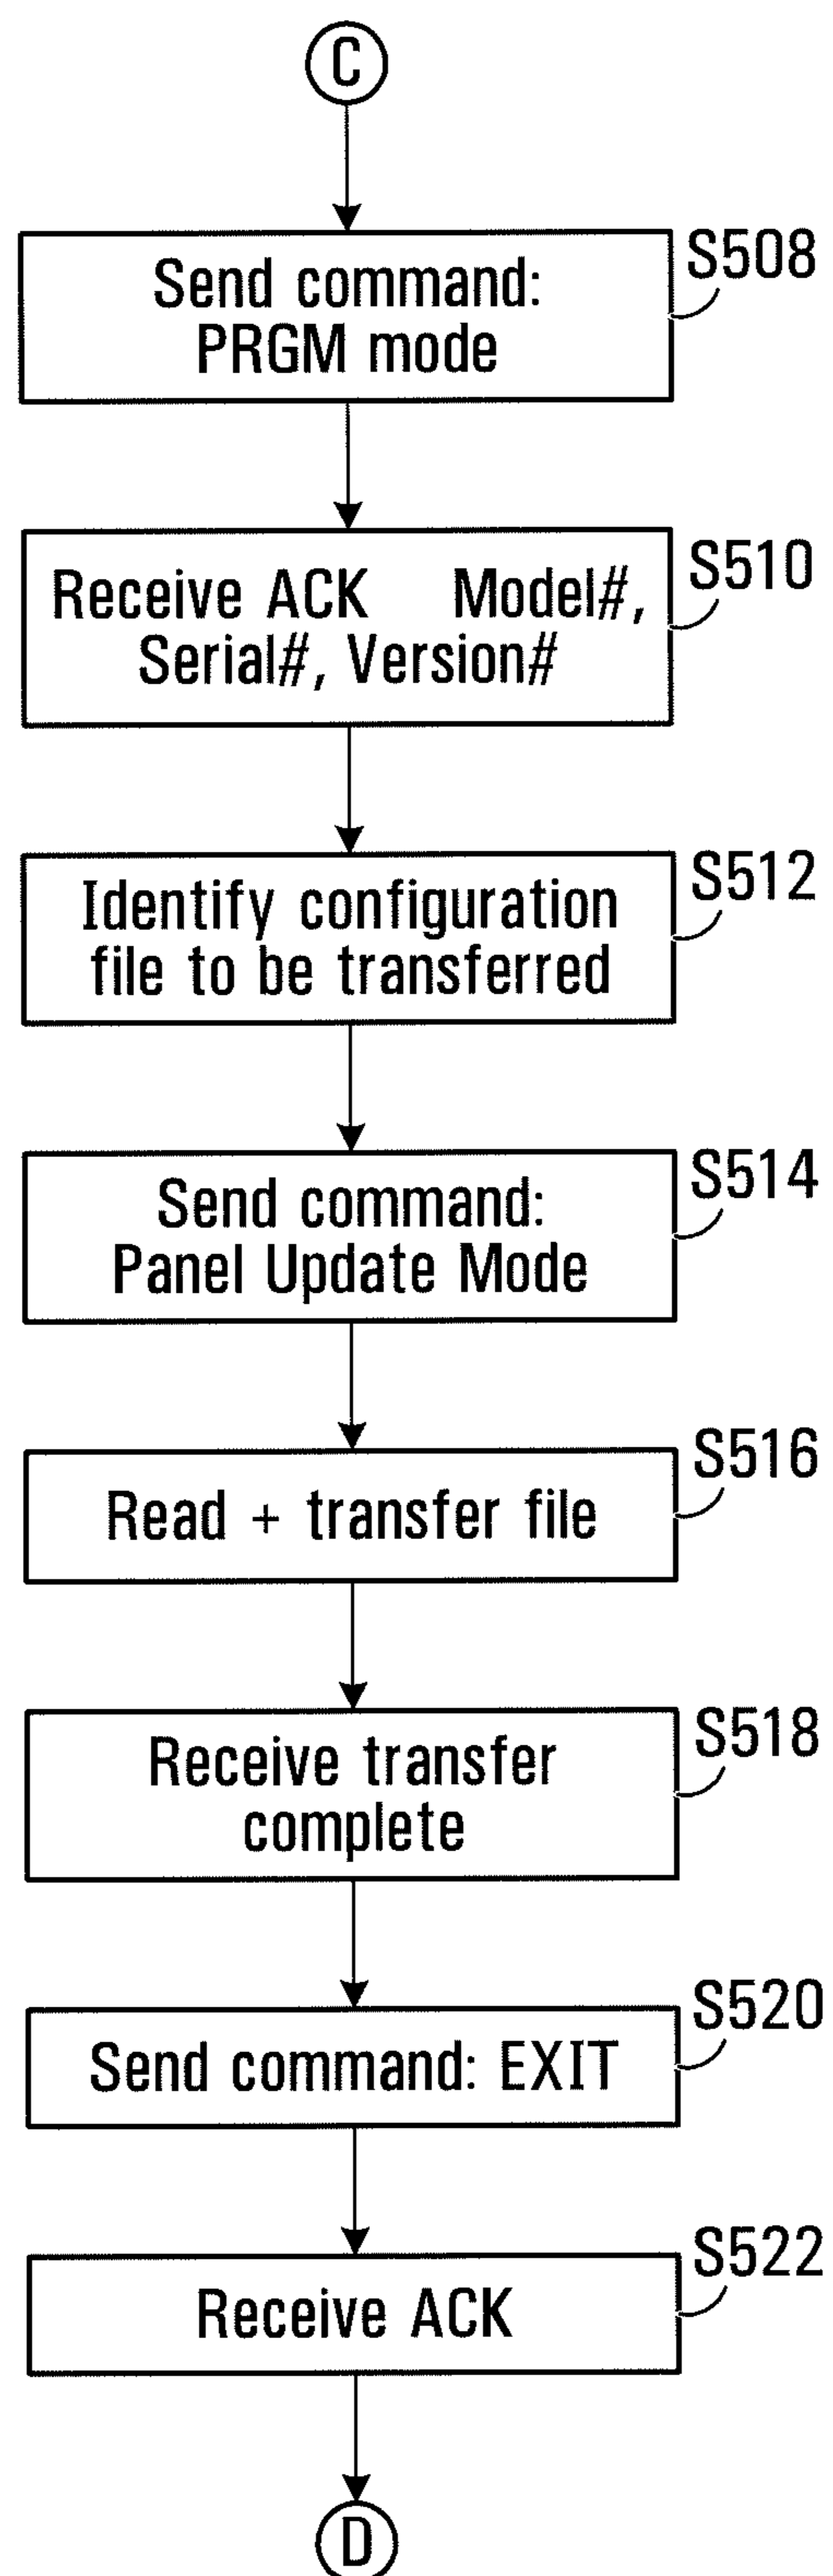 C
S508
Send command:
PRGM mode
S510
Receive ACK Model#,
Serial#, Version#
S512
Identify configuration
file to be transferred
S514
Send command:
Panel Update Mode
S516
Read + transfer file
S518
Receive transfer
complete
S520
Send command: EXIT
S522
Receive ACK
D